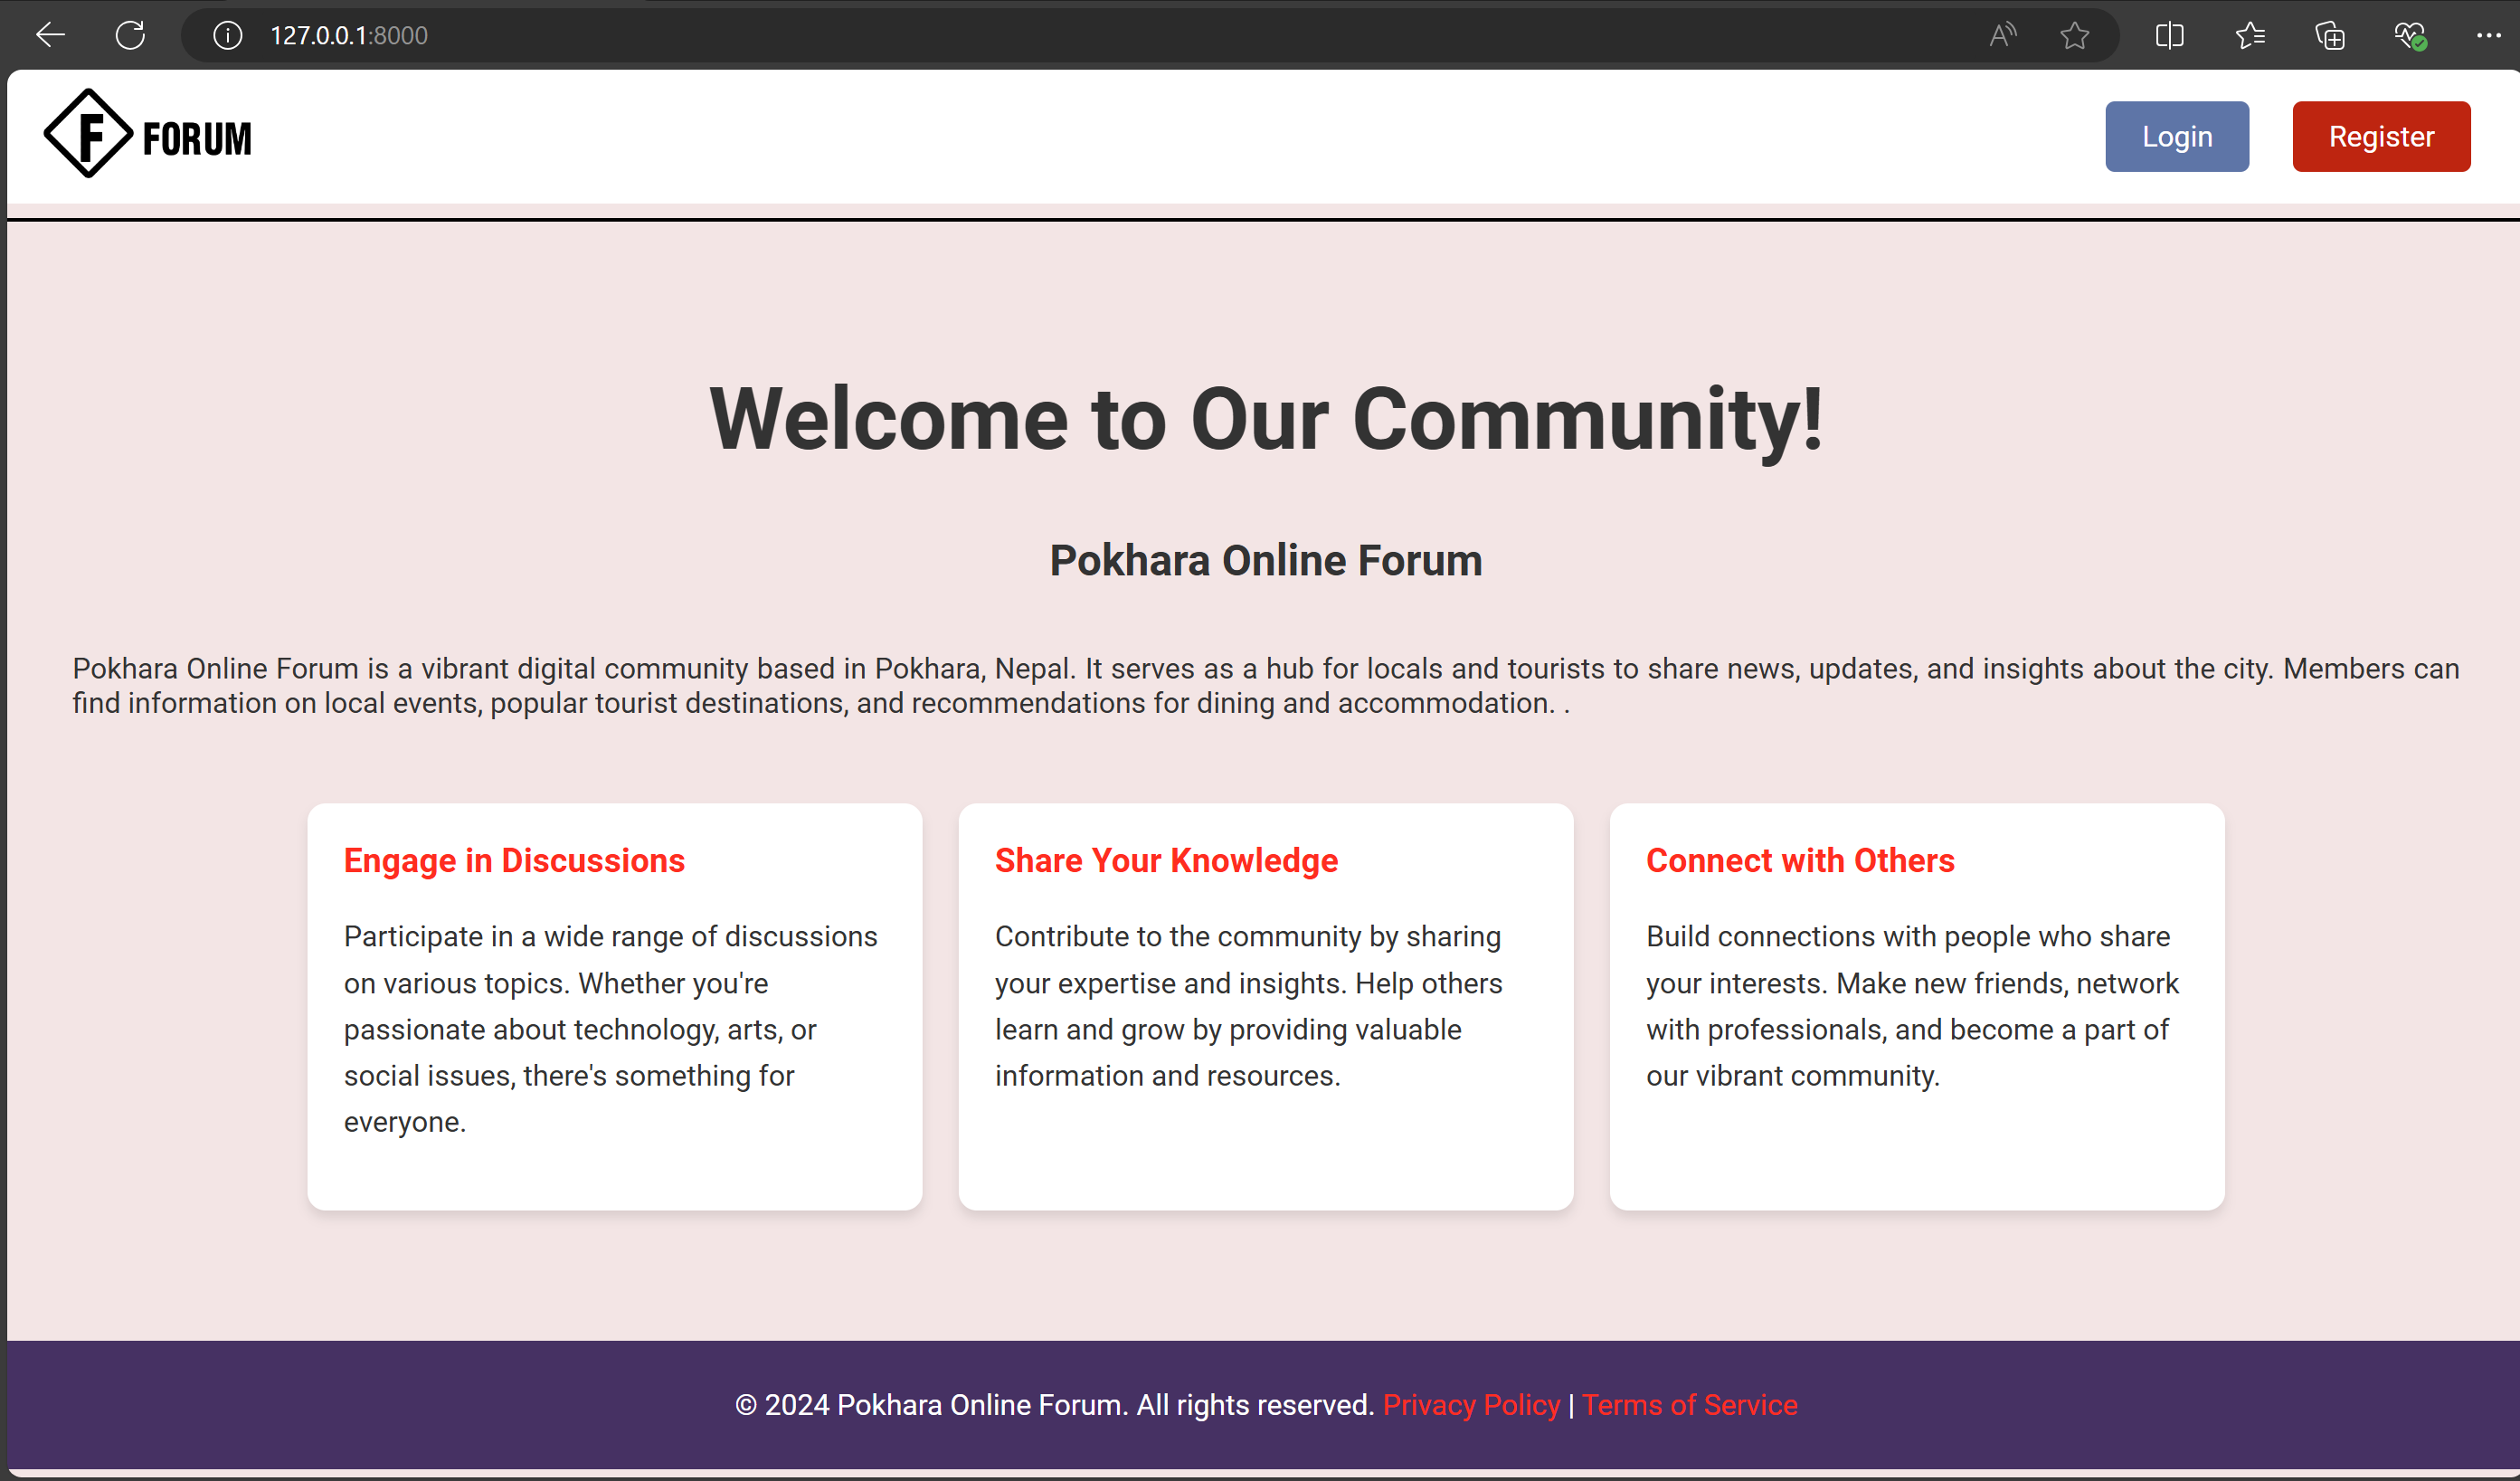 127.0.0.1:8000
F FORUM
Login
Register
Welcome to Our Community!
Pokhara Online Forum
Pokhara Online Forum is a vibrant digital community based in Pokhara, Nepal. It serves as a hub for locals and tourists to share news, updates, and insights about the city. Members can
find information on local events, popular tourist destinations, and recommendations for dining and accommodation. .
Engage in Discussions
Participate in a wide range of discussions
on various topics. Whether you're
passionate about technology, arts, or
social issues, there's something for
everyone.
Share Your Knowledge
Contribute to the community by sharing
your expertise and insights. Help others
learn and grow by providing valuable
information and resources.
Connect with Others
Build connections with people who share
your interests. Make new friends, network
with professionals, and become a part of
our vibrant community.
© 2024 Pokhara Online Forum. All rights reserved. Privacy Policy | Terms of Service